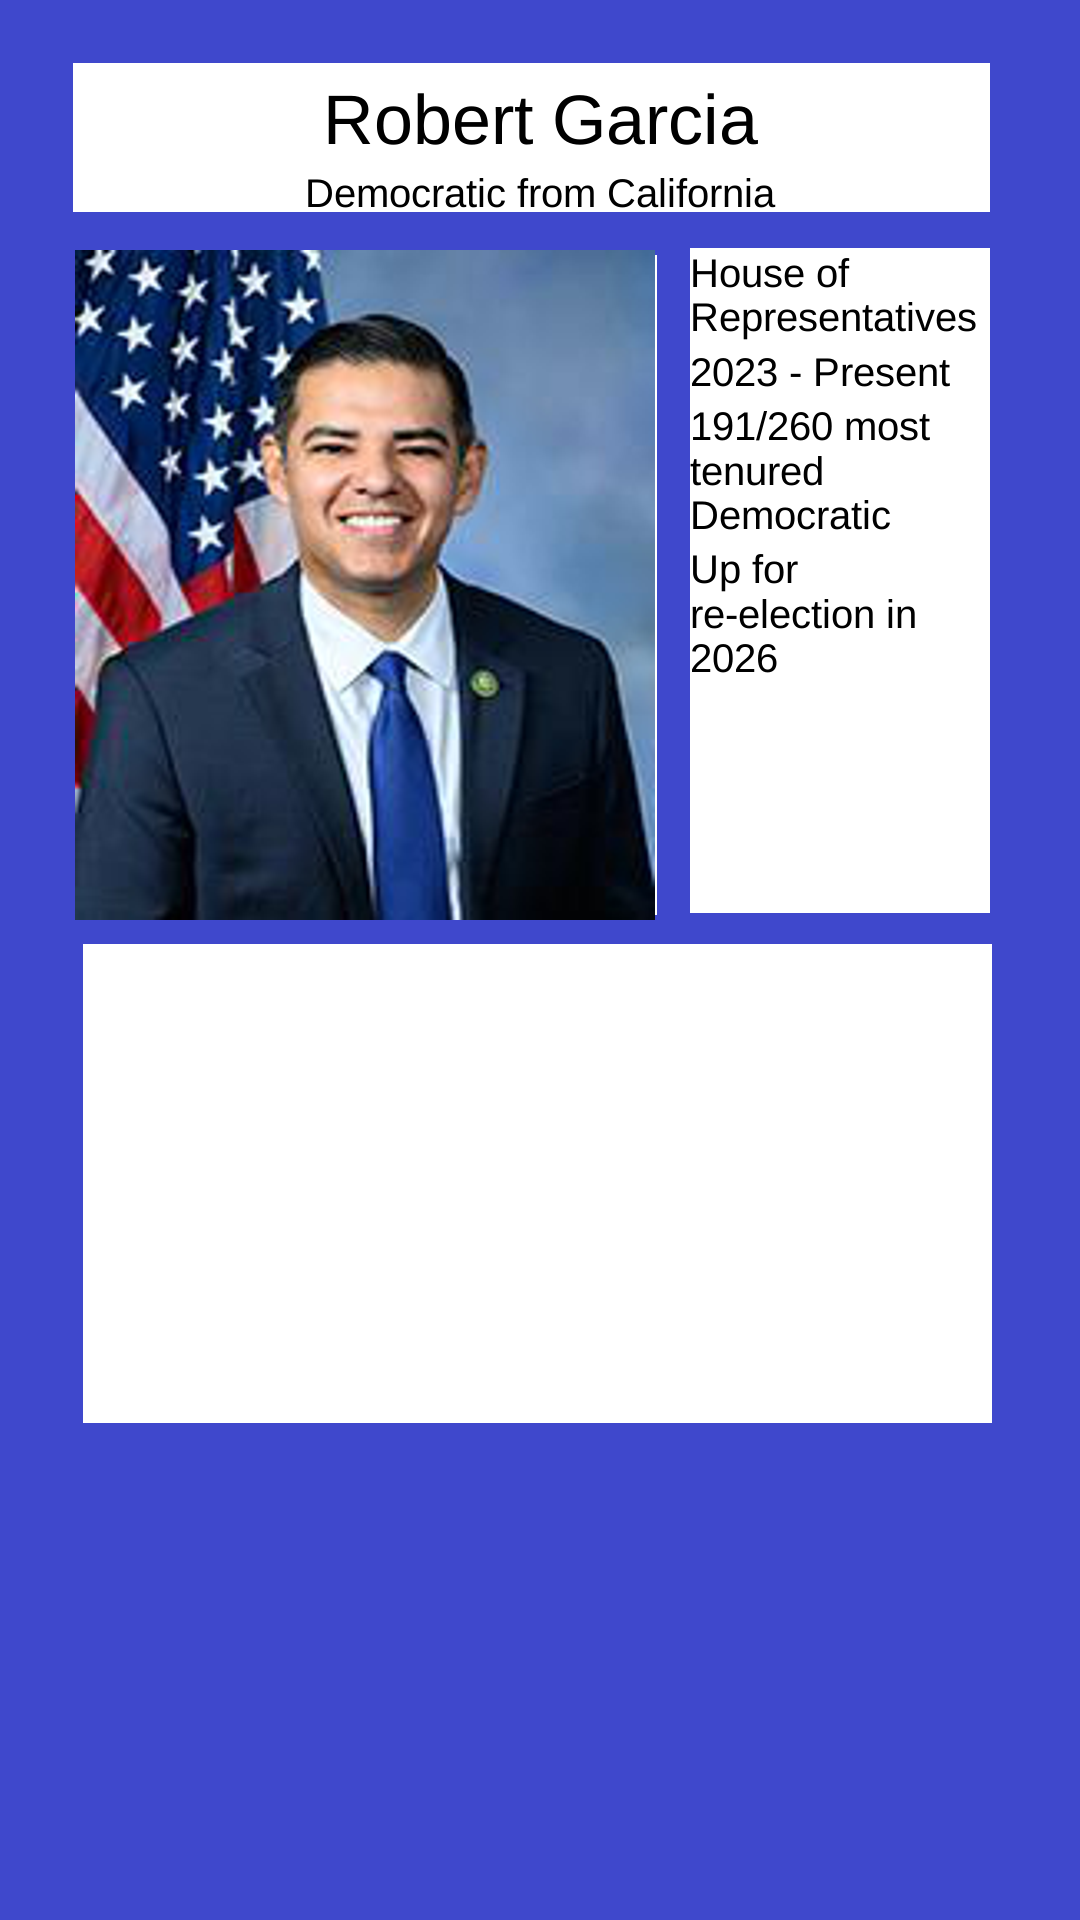 Robert Garcia
Democratic from California
House of
Representatives
2023 - Present
191/260 most
tenured
Democratic
Up for
re-election in
2026